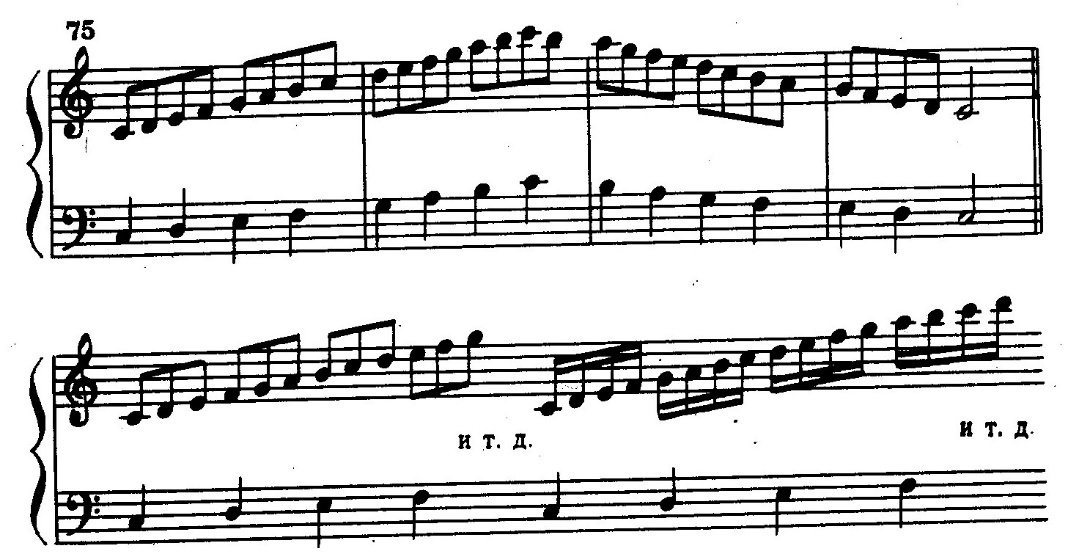 75
и т. д.
и т. д.